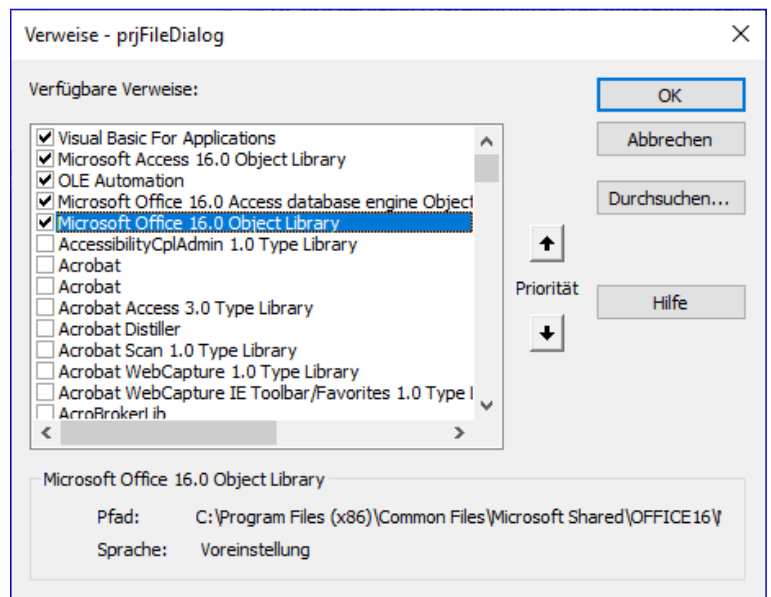 Verweise - prjFileDialog
Verfügbare Verweise:
Visual Basic For Applications
Microsoft Access 16.0 Object Library
OLE Automation
Microsoft Office 16.0 Access database engine Object
Microsoft Office 16.0 Object Library
AccessibilityCplAdmin 1.0 Type Library
Acrobat
Acrobat
Acrobat Access 3.0 Type Library
Acrobat Distiller
Acrobat Scan 1.0 Type Library
Acrobat WebCapture 1.0 Type Library
Acrobat WebCapture IE Toolbar/Favorites 1.0 Type
AcroBrokerLib
OK
Abbrechen
Durchsuchen...
Priorität
Hilfe
Microsoft Office 16.0 Object Library
Pfad: C:\Program Files (x86)\Common Files\Microsoft Shared\OFFICE16\
Sprache: Voreinstellung